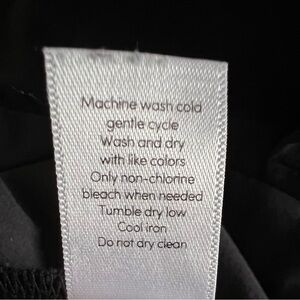 Machine wash cold
gentle cycle
Wash and dry
with like colors
Only non-chlorine
bleach when needed
Tumble dry low
Cool iron
Do not dry clean